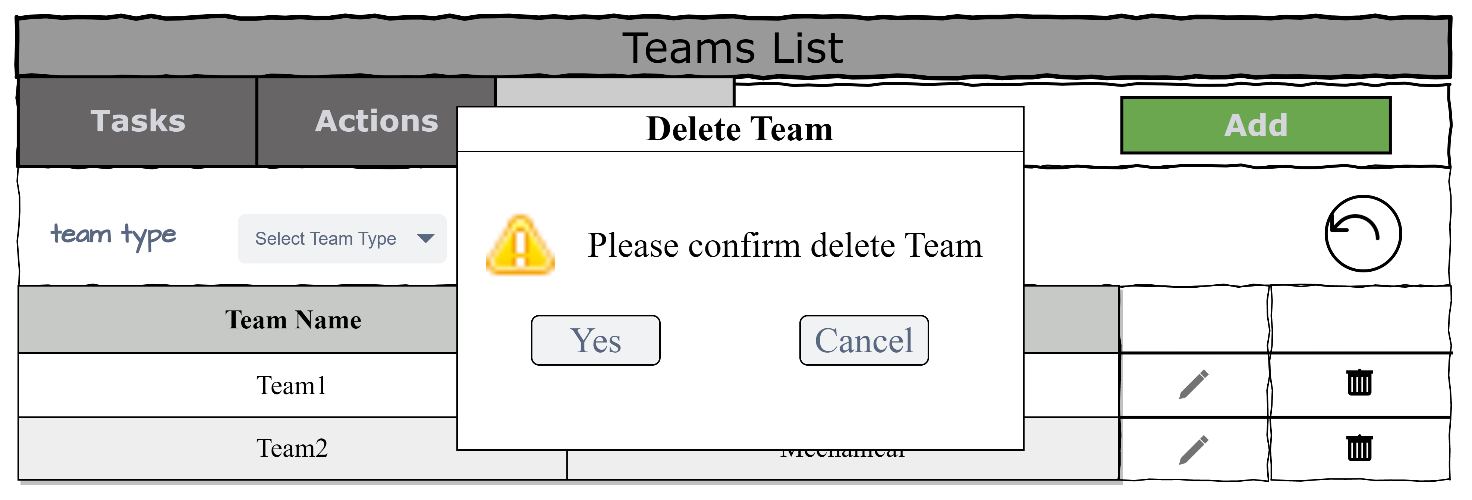 Teams List
Tasks
Actions
Add
Delete Team
team type
Select Team Type
Please confirm delete Team
Yes
Cancel
Team Name
Team1
Team2
Mechanical